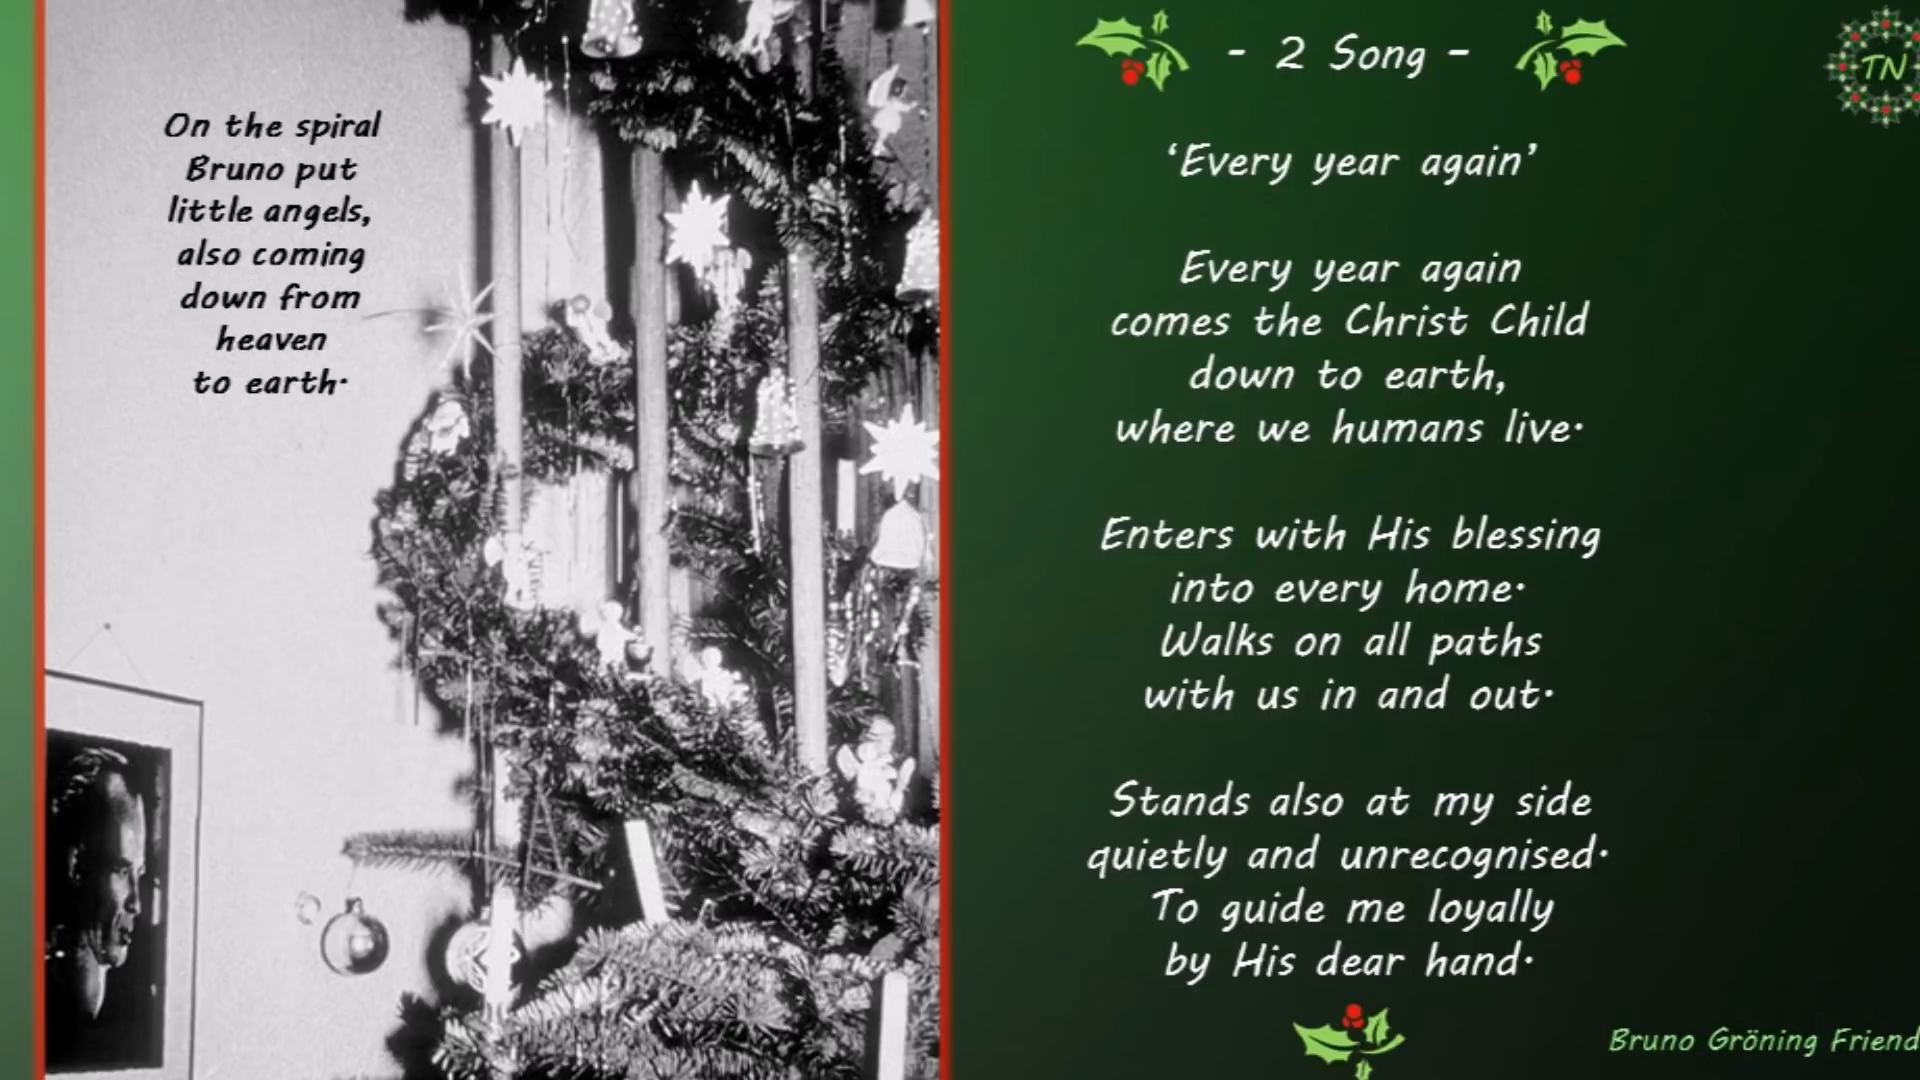 On the spiral
Bruno put
little angels,
also coming
down from
heaven
to earth.
- 2 Song -
TN
‘Every year again’
Every year again
comes the Christ Child
down to earth,
where we humans live.
Enters with His blessing
into every home.
Walks on all paths
with us in and out.
Stands also at my side
quietly and unrecognised.
To guide me loyally
by His dear hand.
Bruno Gröning Friend